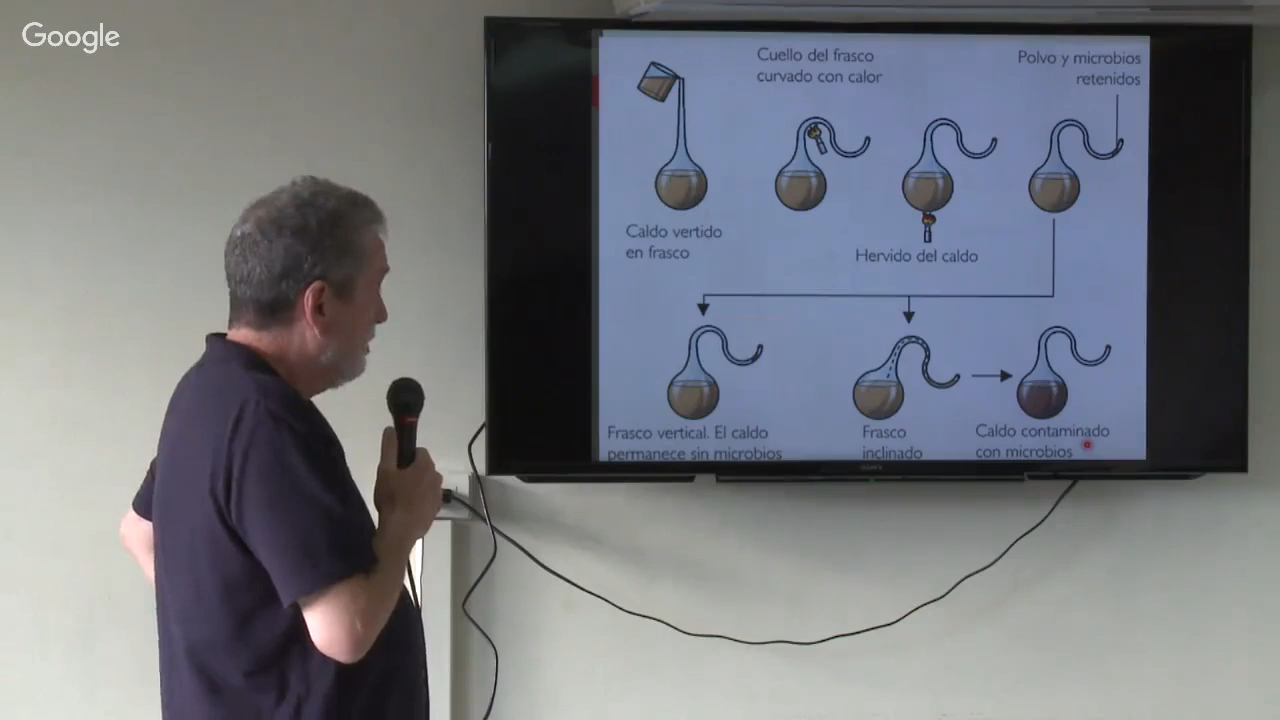 Google
Cuello del frasco
curvado con calor
Polvo y microbios
retenidos
Caldo vertido
en frasco
Hervido del caldo
Frasco vertical. El caldo
permanece sin microbios
Frasco
inclinado
Caldo contaminado
con microbios
SONY